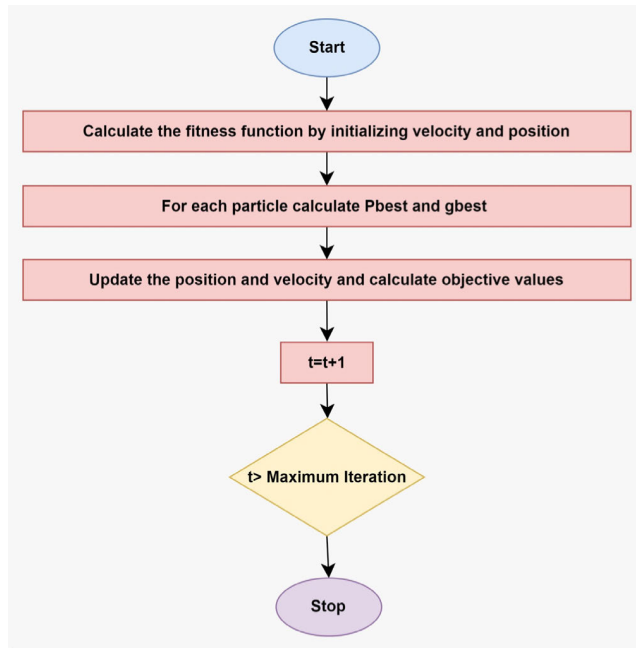 Start
Calculate the fitness function by initializing velocity and position
For each particle calculate Pbest and gbest
Update the position and velocity and calculate objective values
t=t+1
t> Maximum Iteration
Stop